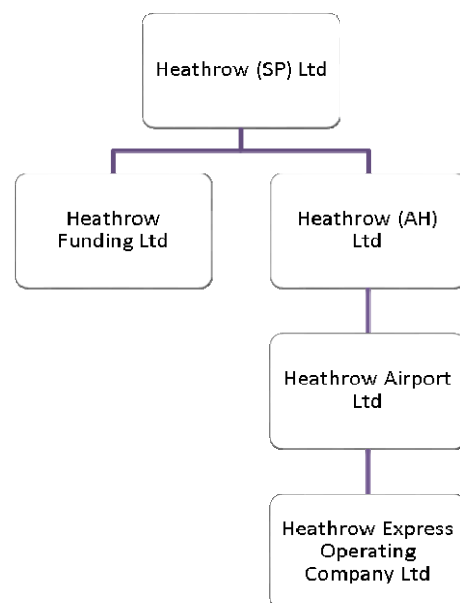 Heathrow (SP) Ltd
Heathrow
Funding Ltd
Heathrow (AH)
Ltd
Heathrow Airport
Ltd
Heathrow Express
Operating
Company Ltd